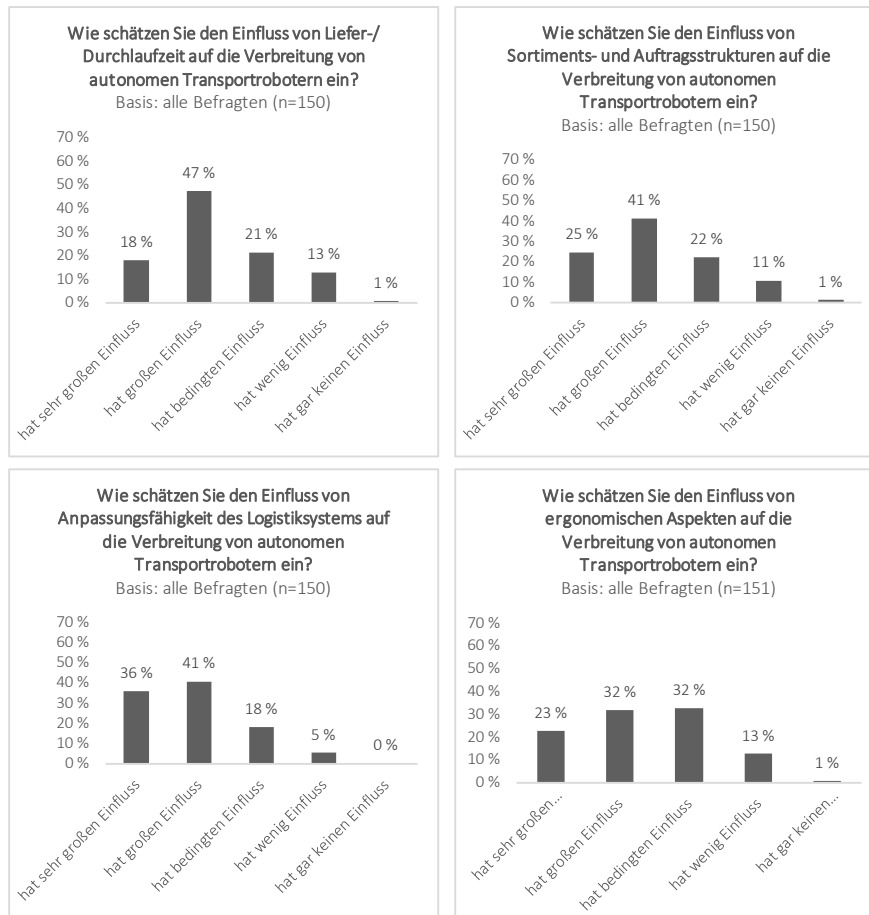 Wie schätzen Sie den Einfluss von Liefer-/
Durchlaufzeit auf die Verbreitung von
autonomen Transportrobotern ein?
Basis: alle Befragten (n=150)
70 %
60 %
50 %
40 %
30 %
20 %
10 %
0 %
18 %
47 %
21 %
13 %
1 %
hat sehr großen Einfluss
hat großen Einfluss
hat bedingten Einfluss
hat wenig Einfluss
hat gar keinen Einfluss
Wie schätzen Sie den Einfluss von
Sortiments- und Auftragsstrukturen auf die
Verbreitung von autonomen
Transportrobotern ein?
Basis: alle Befragten (n=150)
70 %
60 %
50 %
40 %
30 %
20 %
10 %
0 %
25 %
41 %
22 %
11 %
1 %
hat sehr großen Einfluss
hat großen Einfluss
hat bedingten Einfluss
hat wenig Einfluss
hat gar keinen Einfluss
Wie schätzen Sie den Einfluss von
Anpassungsfähigkeit des Logistiksystems auf
die Verbreitung von autonomen
Transportrobotern ein?
Basis: alle Befragten (n=150)
70 %
60 %
50 %
40 %
30 %
20 %
10 %
0 %
36 %
41 %
18 %
5 %
0 %
hat sehr großen Einfluss
hat großen Einfluss
hat bedingten Einfluss
hat wenig Einfluss
hat gar keinen Einfluss
Wie schätzen Sie den Einfluss von
ergonomischen Aspekten auf die
Verbreitung von autonomen
Transportrobotern ein?
Basis: alle Befragten (n=151)
70 %
60 %
50 %
40 %
30 %
20 %
10 %
0 %
23 %
32 %
32 %
13 %
1 %
hat sehr großen...
hat großen Einfluss
hat bedingten Einfluss
hat wenig Einfluss
hat gar keinen...